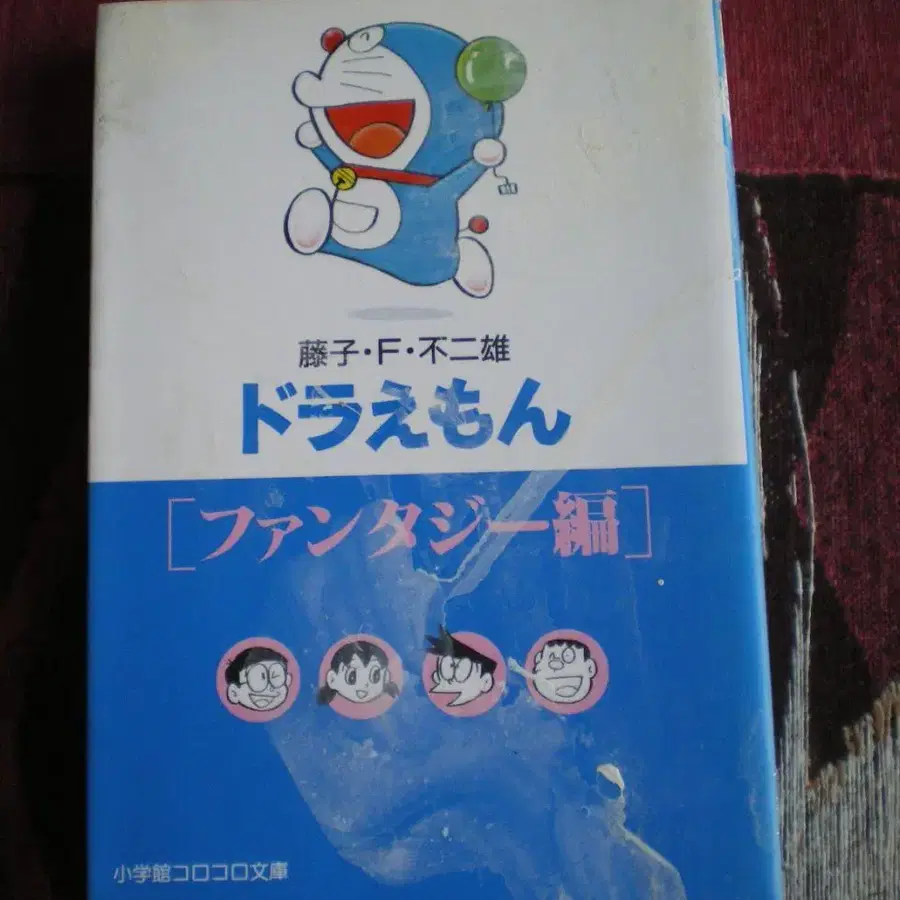 藤子・F・不二雄
ドラえもん
[ファンタジー編]
小学館コロコロ文庫